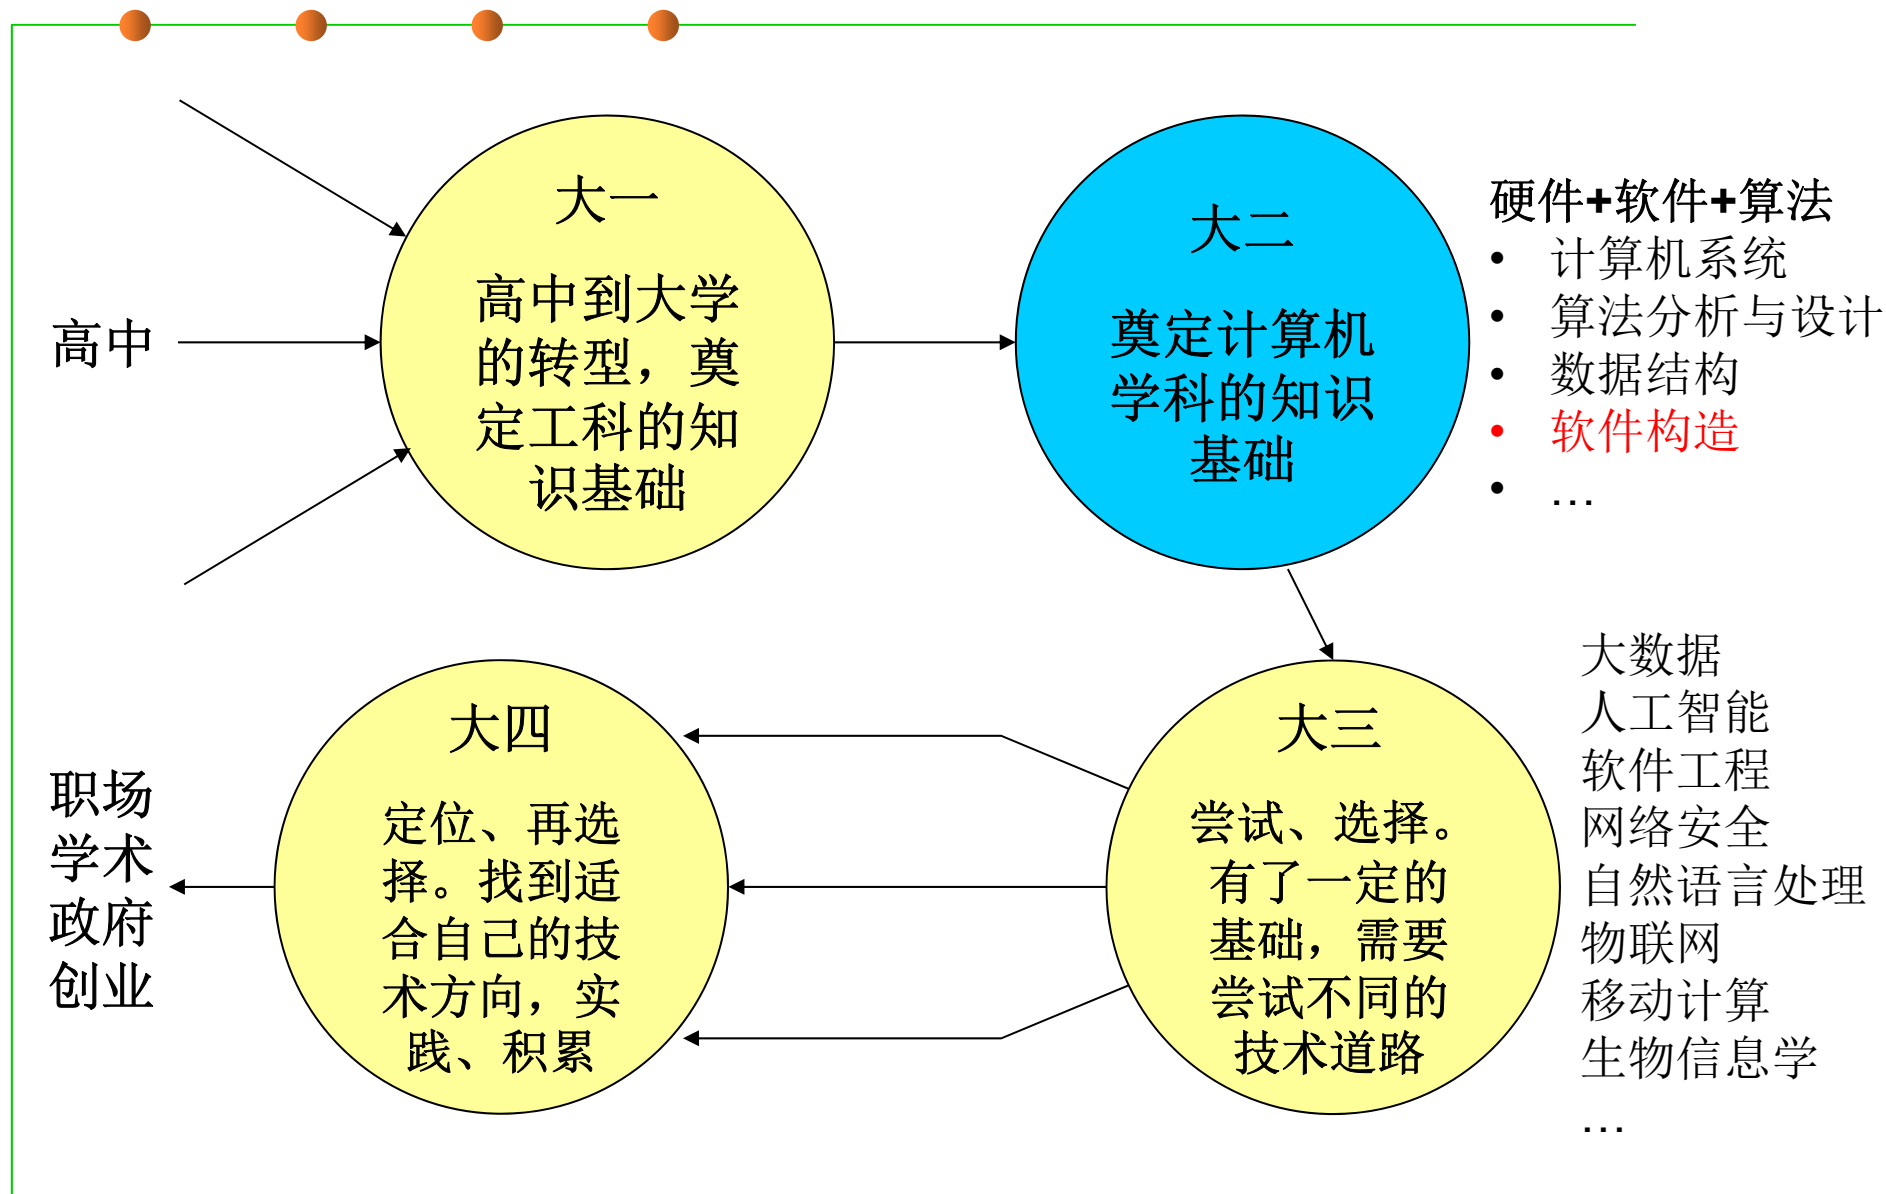 高中
大一
高中到大学
的转型，奠
定工科的知
识基础
大二
奠定计算机
学科的知识
基础
硬件+软件+算法
• 计算机系统
• 算法分析与设计
• 数据结构
• 软件构造
• …
大三
尝试、选择。
有了一定的
基础，需要
尝试不同的
技术道路
大数据
人工智能
软件工程
网络安全
自然语言处理
物联网
移动计算
生物信息学
…
大四
定位、再选
择。找到适
合自己的技
术方向，实
践、积累
职场
学术
政府
创业